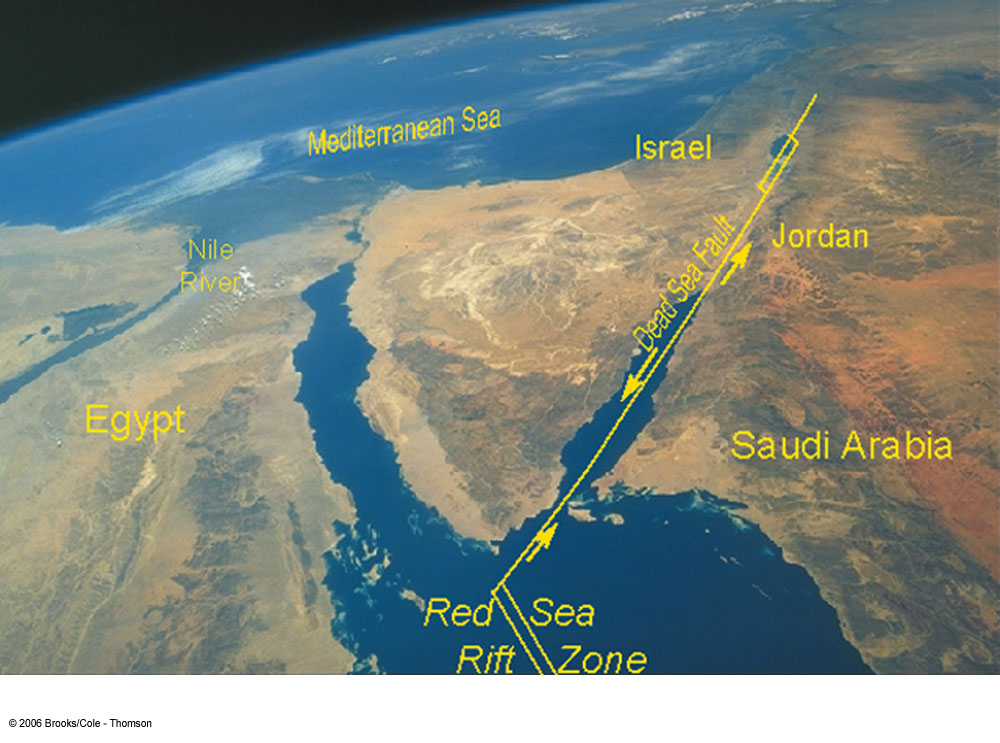 Mediterranean Sea
Israel
Nile
River
Jordan
Dead Sea Fault
Egypt
Saudi Arabia
Red Sea
Rift Zone
© 2006 Brooks/Cole - Thomson